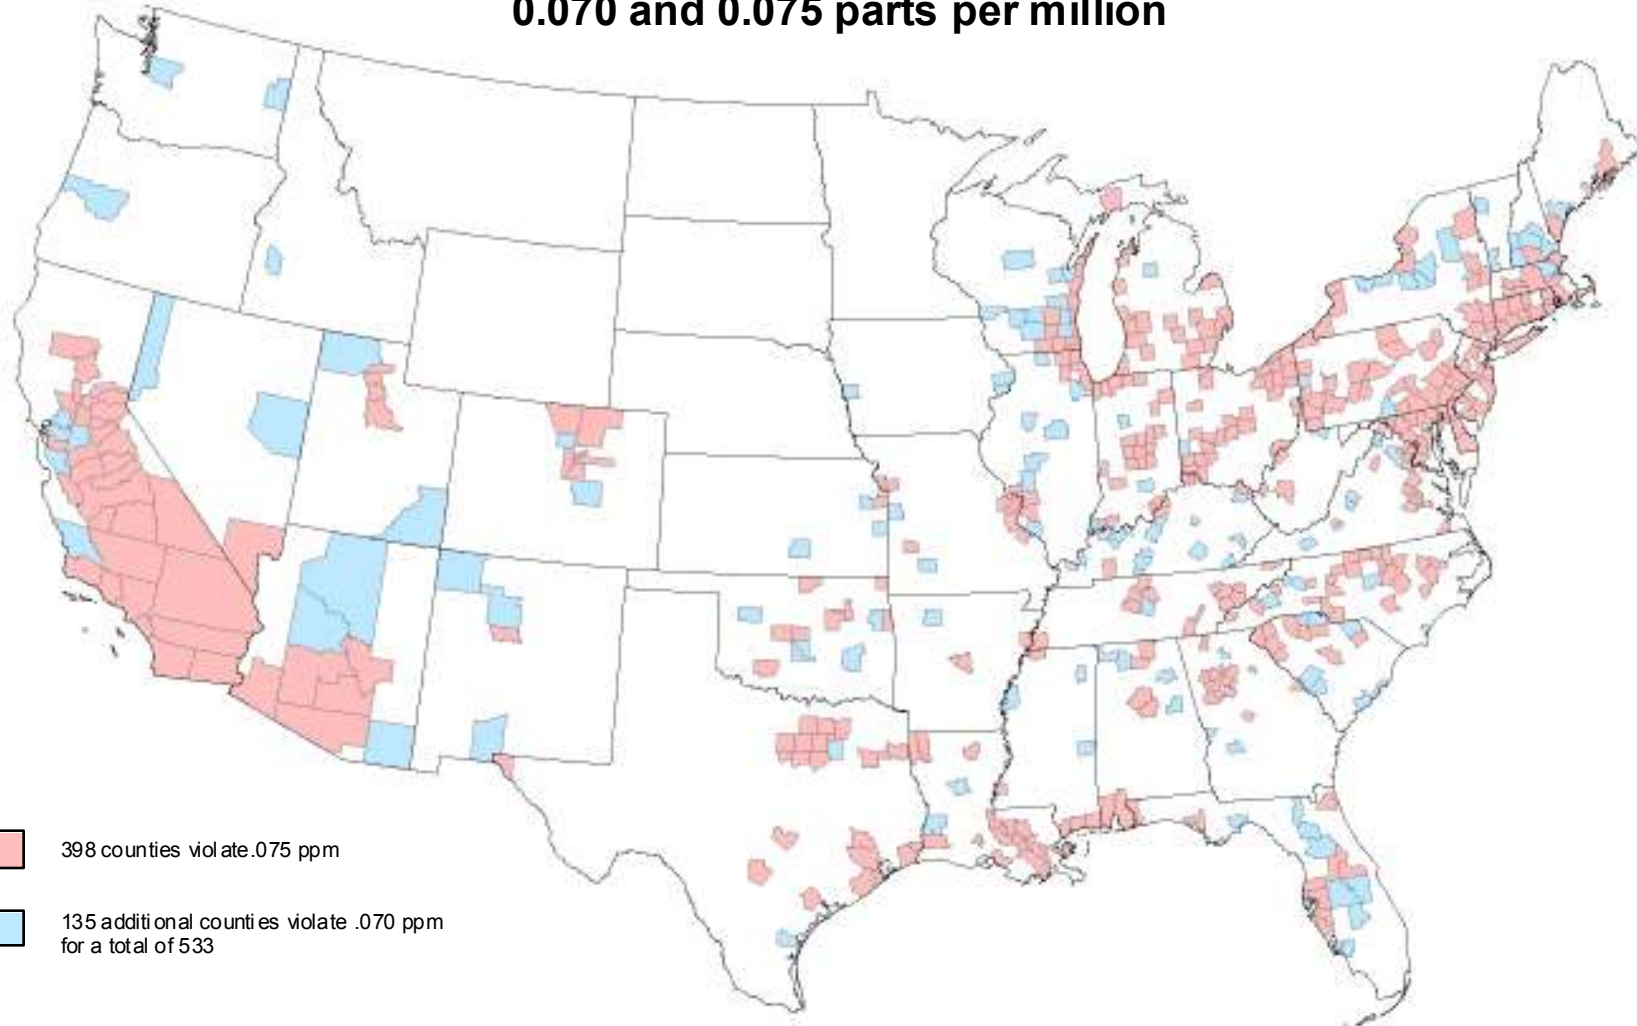 0.070 and 0.075 parts per million
398 counties violate .075 ppm
135 additional counties violate .070 ppm
for a total of 533